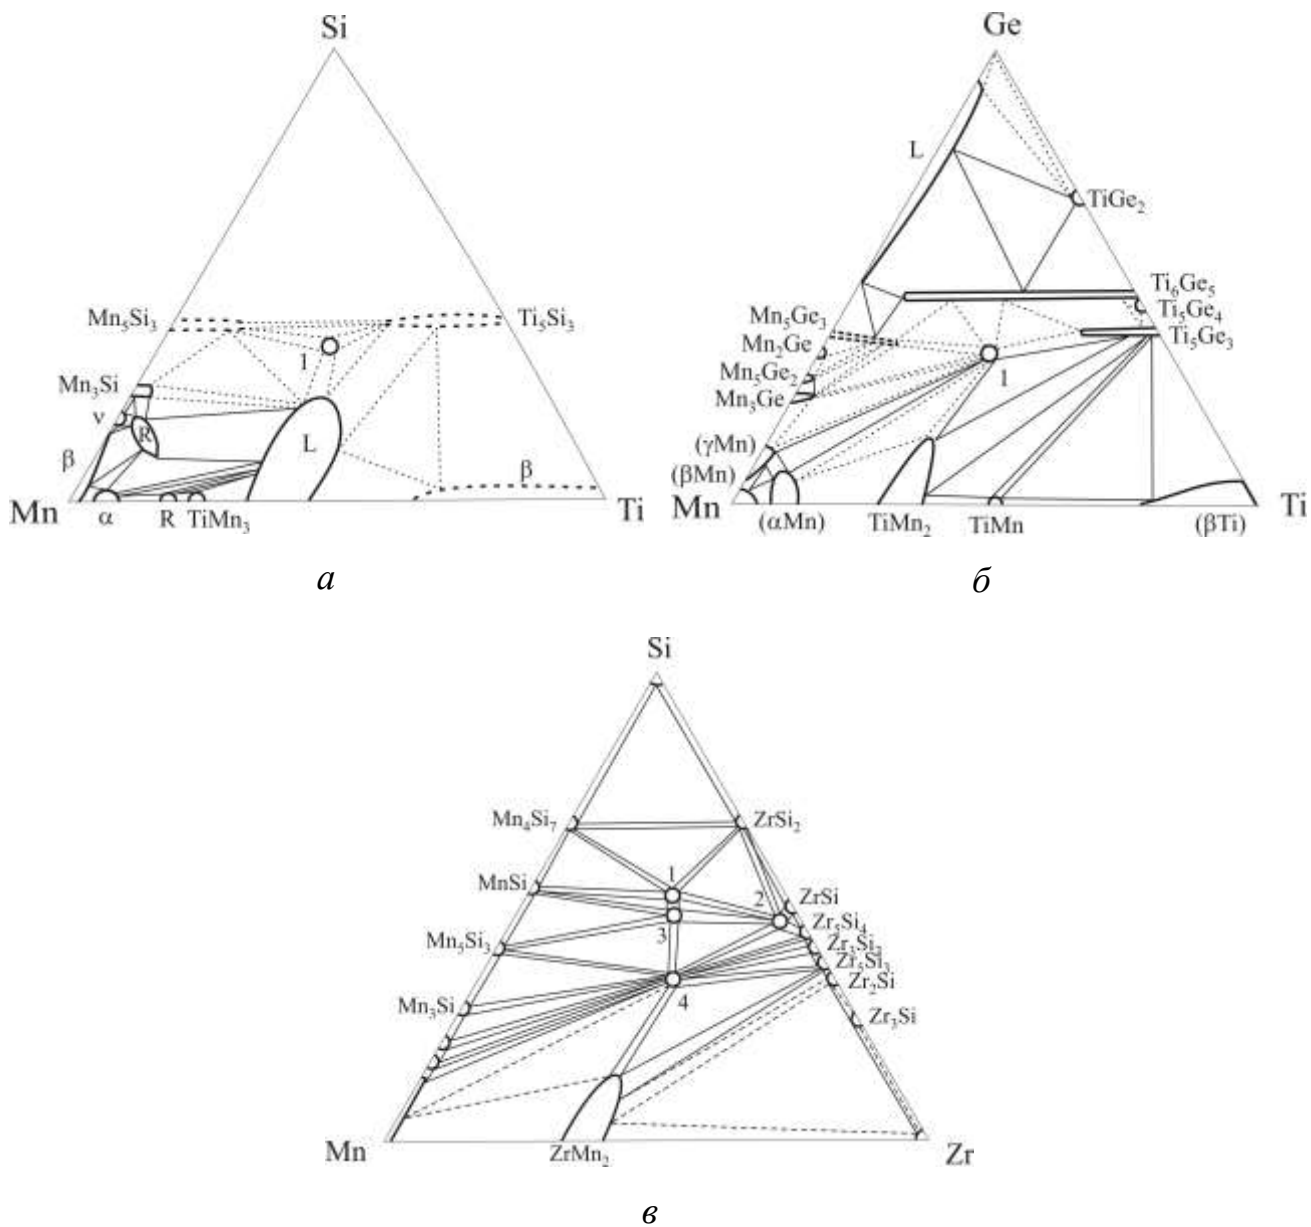 Si
Mn₅Si₃
Ti₅Si₃
1
Mn₃Si
ν
R
L
β
β
Mn
α
R
TiMn₃
Ti
а
Ge
L
TiGe₂
Ti₆Ge₅
Ti₅Ge₄
Ti₅Ge₃
Mn₅Ge₃
Mn₂Ge
Mn₅Ge₂
Mn₃Ge
1
(γMn)
(βMn)
Mn
(αMn)
TiMn₂
TiMn
(βTi)
Ti
б
Si
Mn₄Si₇
ZrSi₂
1
MnSi
2
ZrSi
3
Zr₅Si₄
Mn₅Si₃
Zr₃Si₂
Zr₅Si₃
Zr₂Si
4
Mn₃Si
Zr₃Si
Mn
ZrMn₂
Zr
в